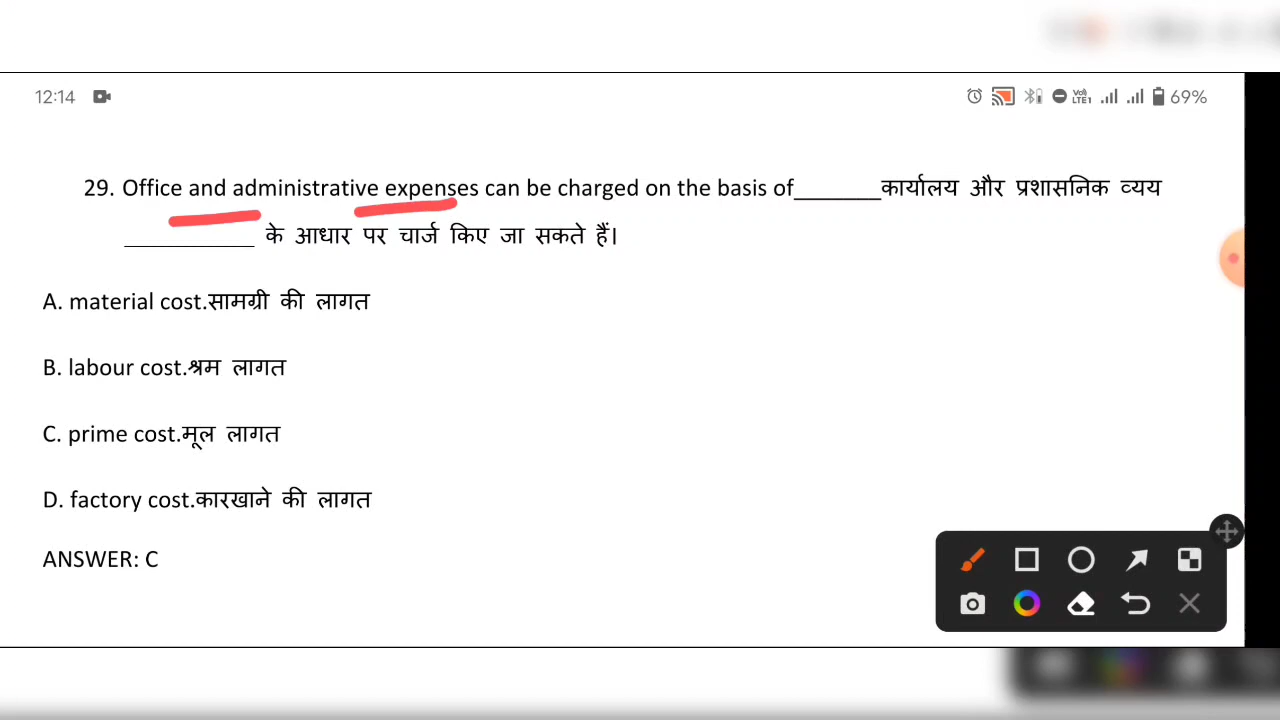 12:14 69%
29. Office and administrative expenses can be charged on the basis of_______कार्यालय और प्रशासनिक व्यय
___________ के आधार पर चार्ज किए जा सकते हैं।
A. material cost.सामग्री की लागत
B. labour cost.श्रम लागत
C. prime cost.मूल लागत
D. factory cost.कारखाने की लागत
ANSWER: C